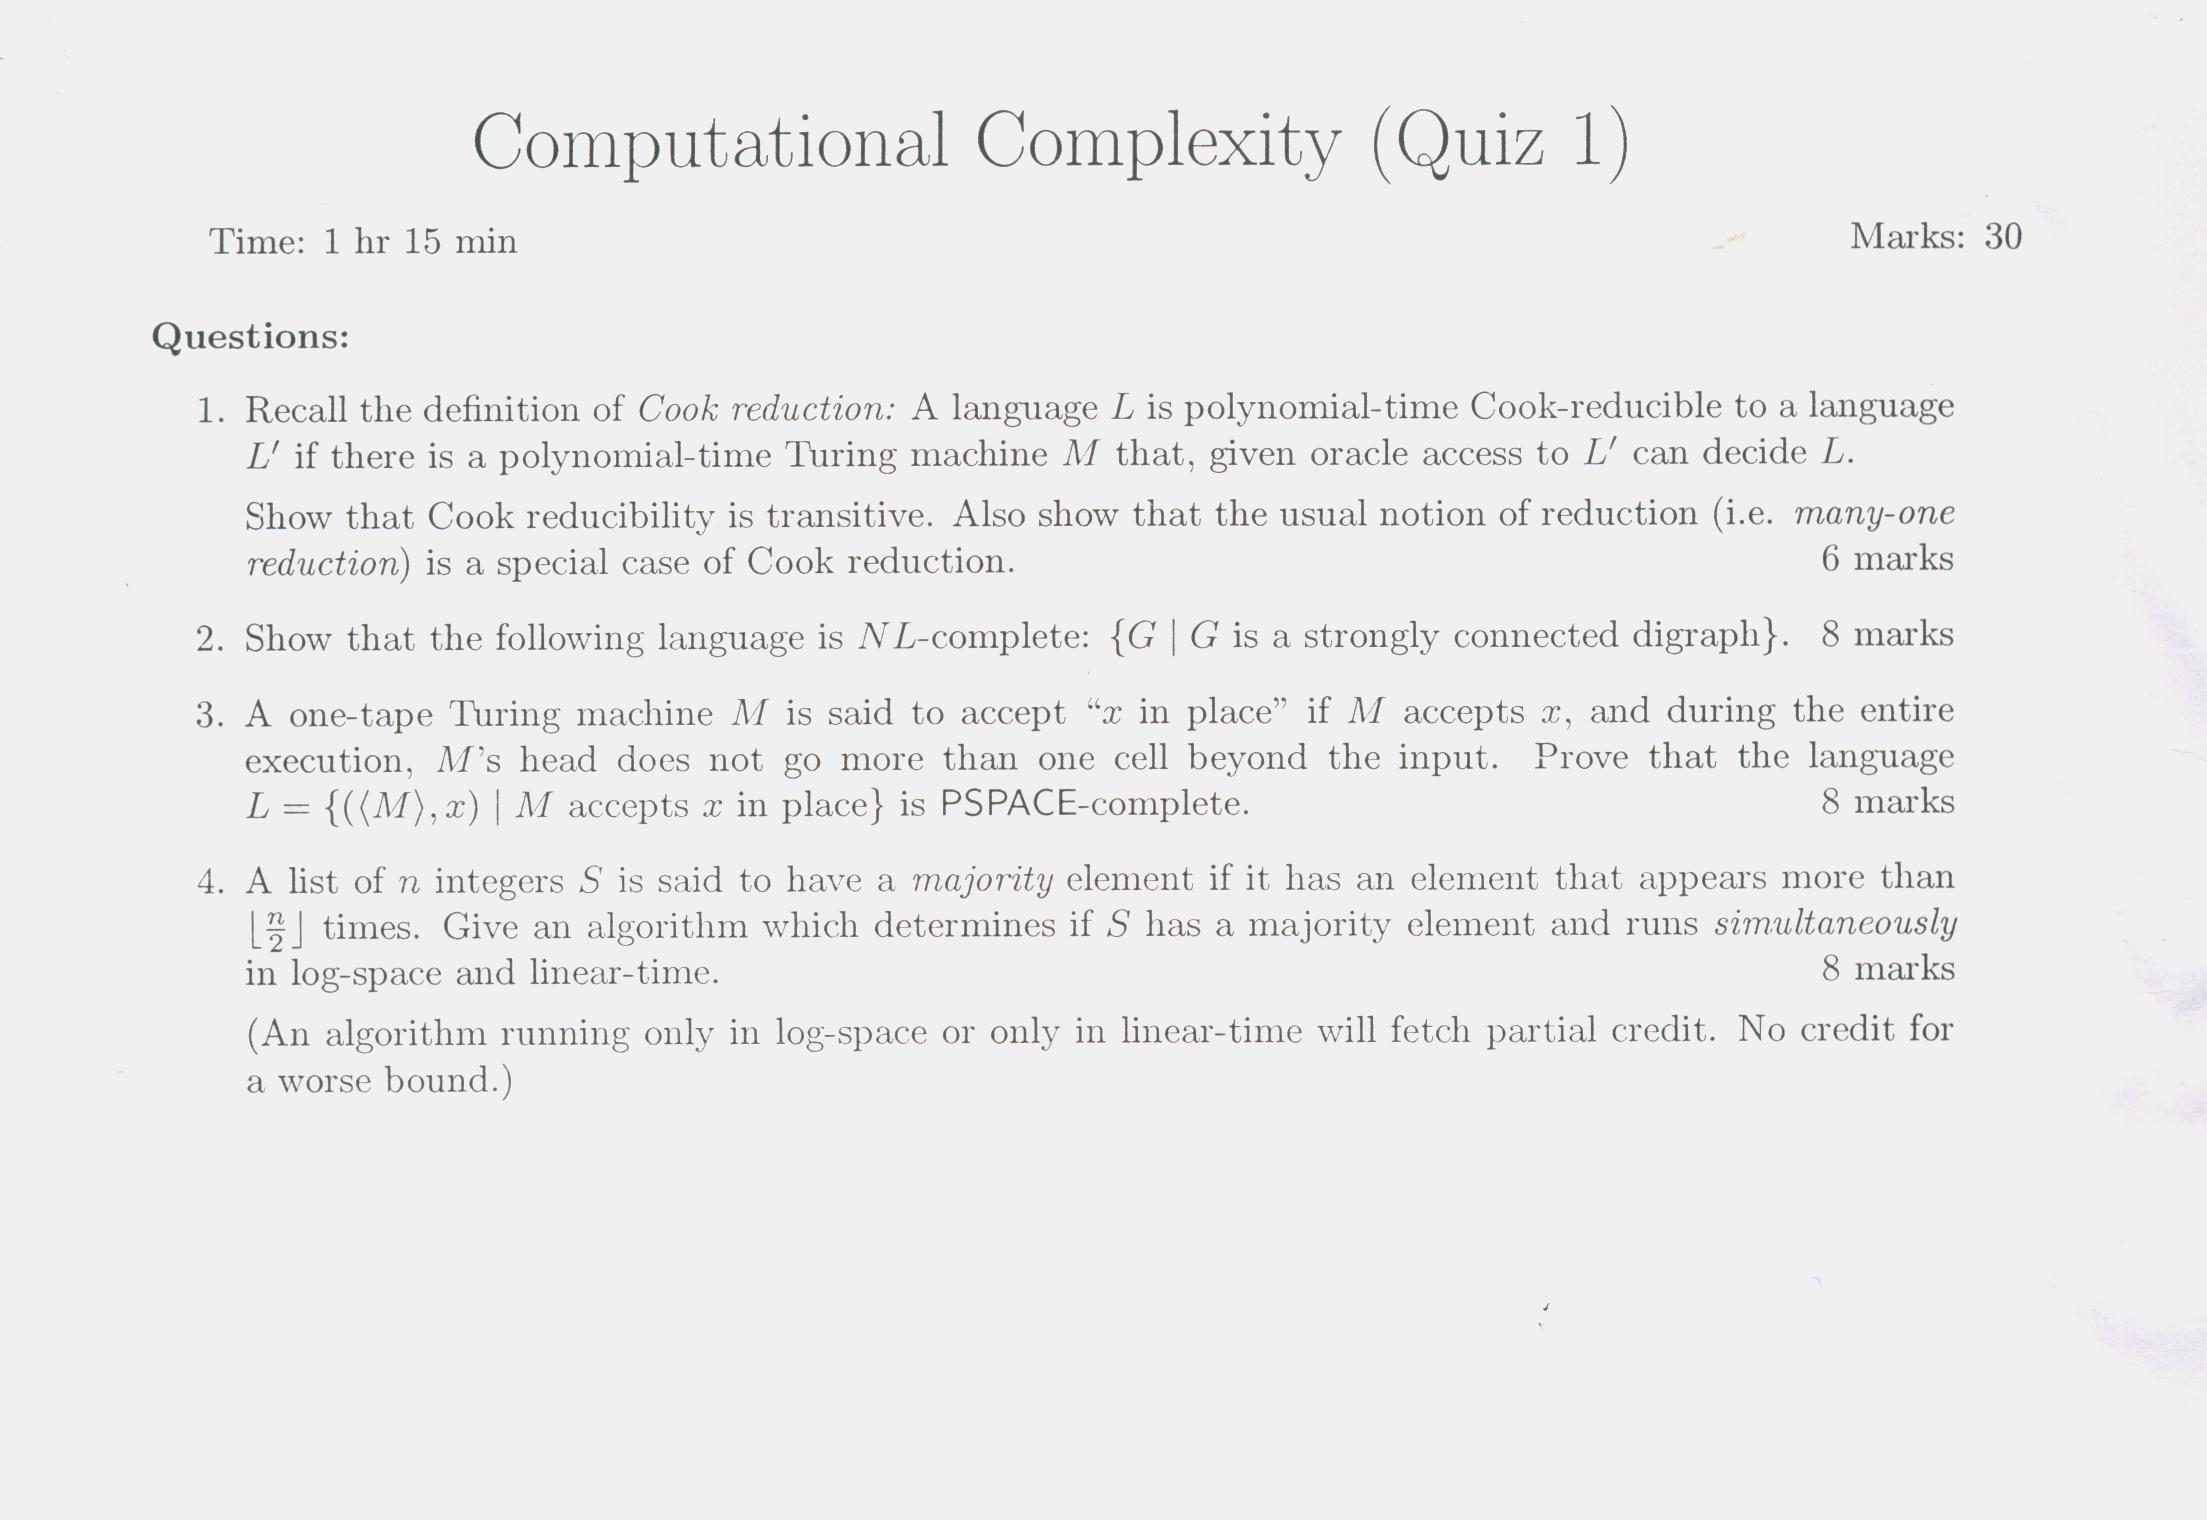 Computational Complexity (Quiz 1)
Time: 1 hr 15 min Marks: 30
Questions:
1. Recall the definition of Cook reduction: A language L is polynomial-time Cook-reducible to a language
L′ if there is a polynomial-time Turing machine M that, given oracle access to L′ can decide L.
Show that Cook reducibility is transitive. Also show that the usual notion of reduction (i.e. many-one
reduction) is a special case of Cook reduction. 6 marks
2. Show that the following language is NL-complete: {G | G is a strongly connected digraph}. 8 marks
3. A one-tape Turing machine M is said to accept “x in place” if M accepts x, and during the entire
execution, M’s head does not go more than one cell beyond the input. Prove that the language
L = {(⟨M⟩, x) | M accepts x in place} is PSPACE-complete. 8 marks
4. A list of n integers S is said to have a majority element if it has an element that appears more than
⌊n/2⌋ times. Give an algorithm which determines if S has a majority element and runs simultaneously
in log-space and linear-time. 8 marks
(An algorithm running only in log-space or only in linear-time will fetch partial credit. No credit for
a worse bound.)